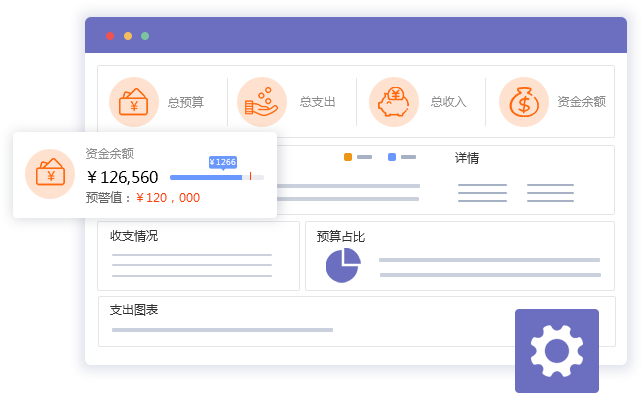 总预算
总支出
总收入
资金余额
资金余额
¥1266
¥126,560
预警值：¥120，000
详情
收支情况
预算占比
支出图表